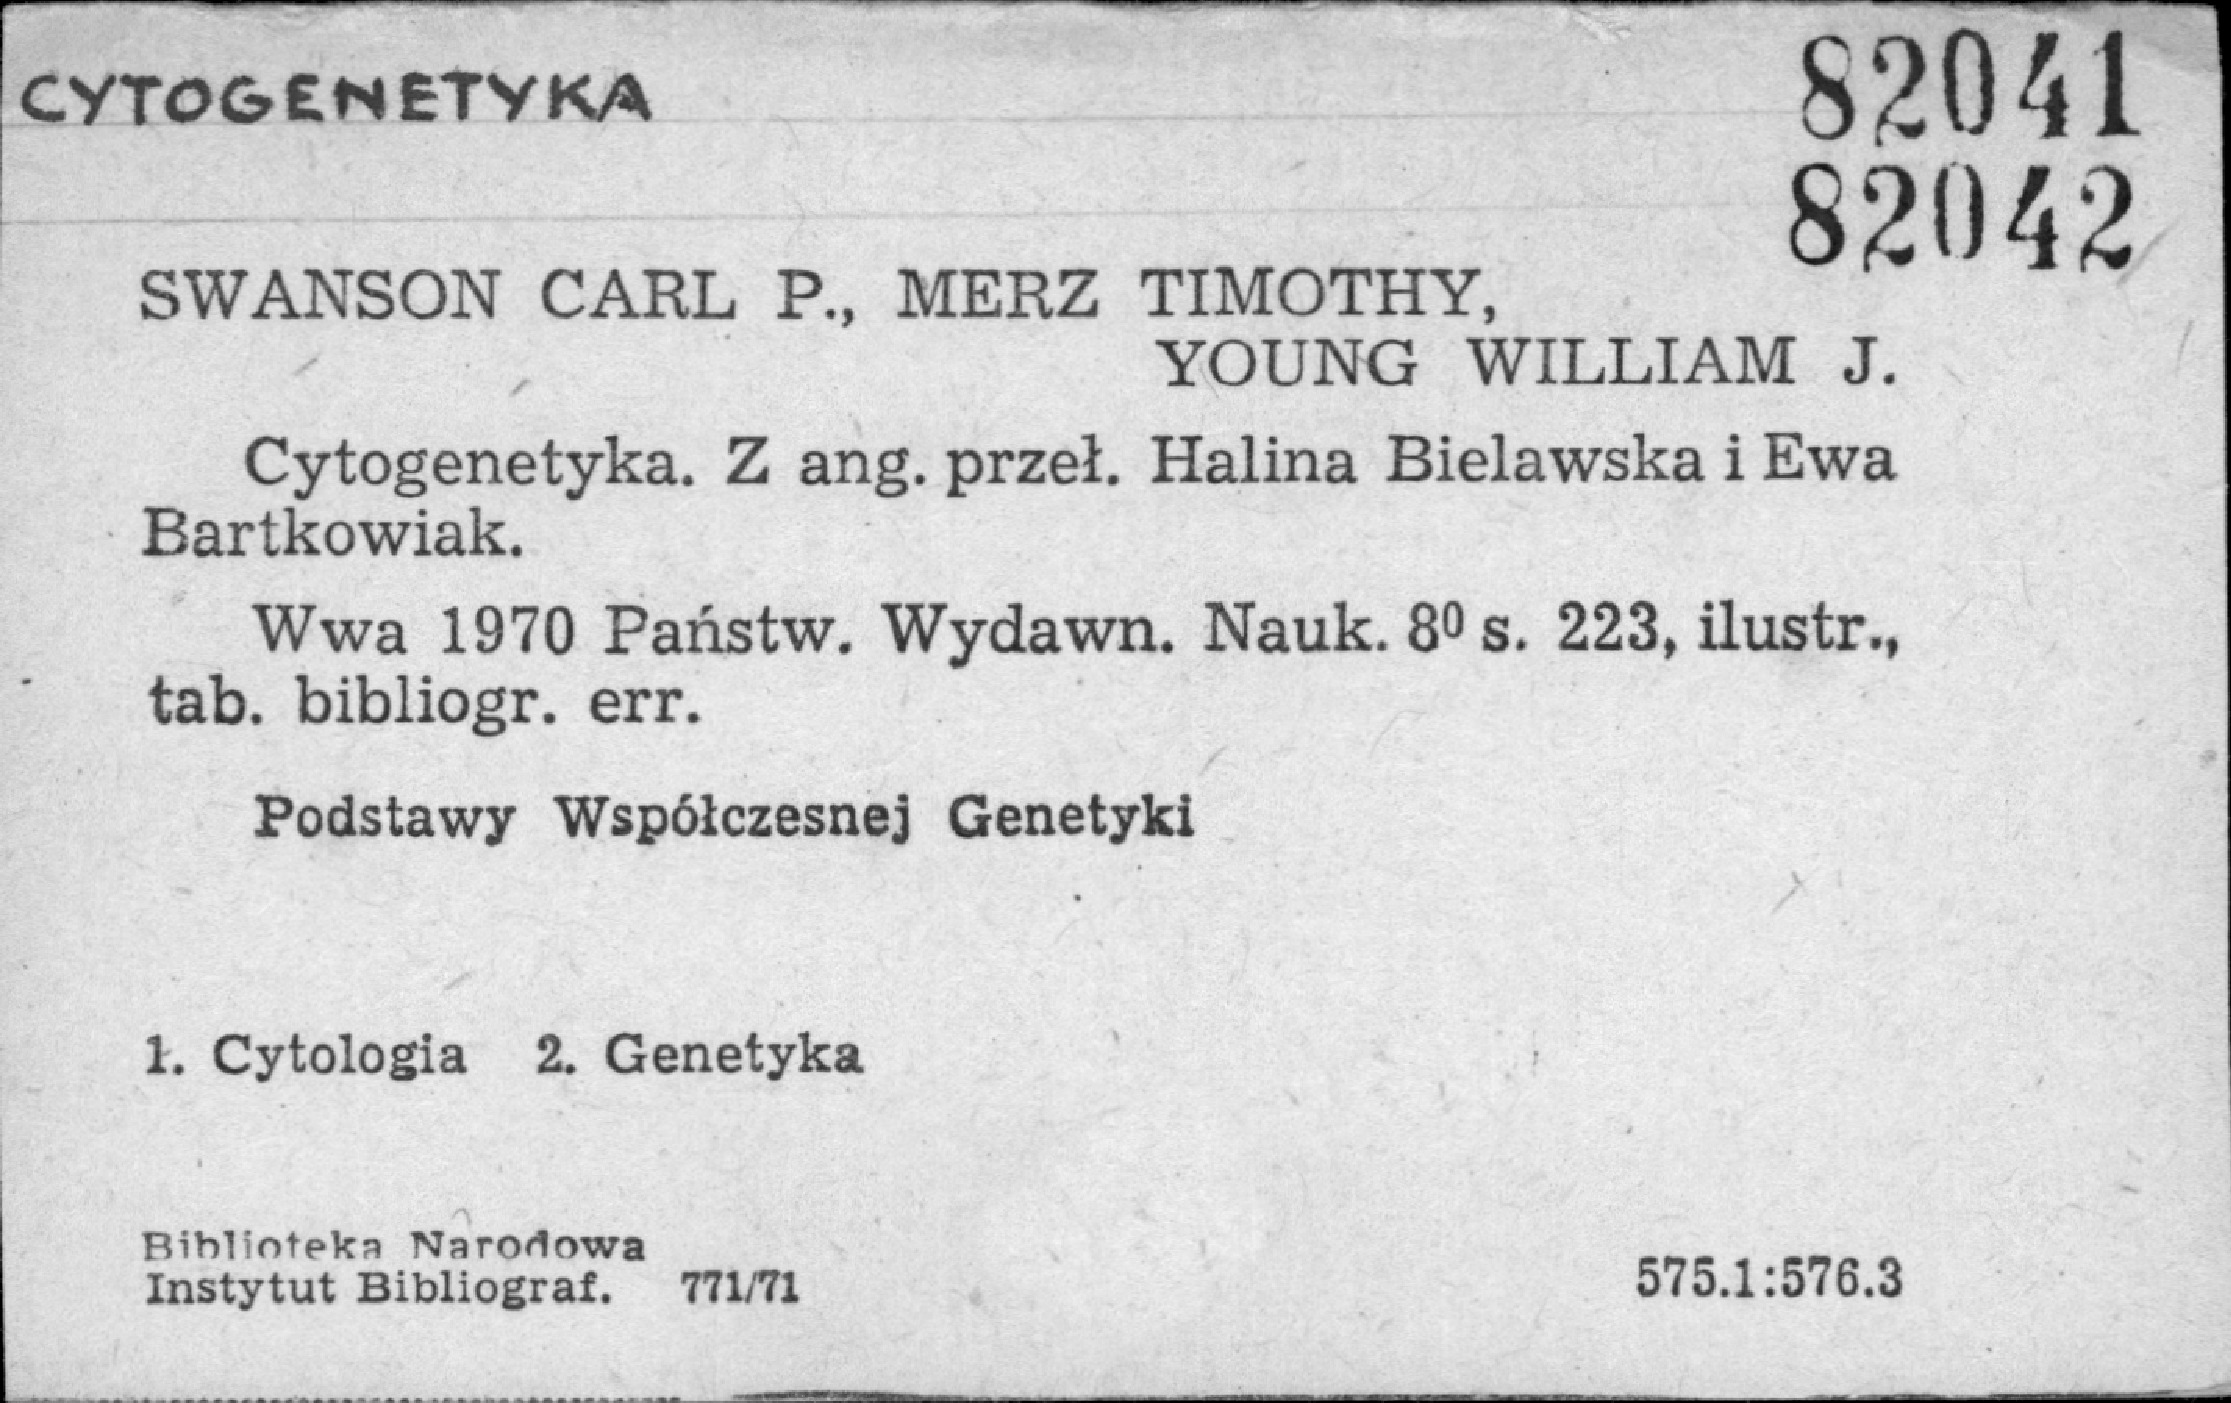 CYTOGENETYKA
82041
82042
SWANSON CARL P., MERZ TIMOTHY,
YOUNG WILLIAM J.
Cytogenetyka. Z ang. przeł. Halina Bielawska i Ewa
Bartkowiak.
Wwa 1970 Państw. Wydawn. Nauk. 8⁰ s. 223, ilustr.,
tab. bibliogr. err.
Podstawy Współczesnej Genetyki
1. Cytologia 2. Genetyka
Biblioteka Narodowa
Instytut Bibliograf. 771/71
575.1:576.3